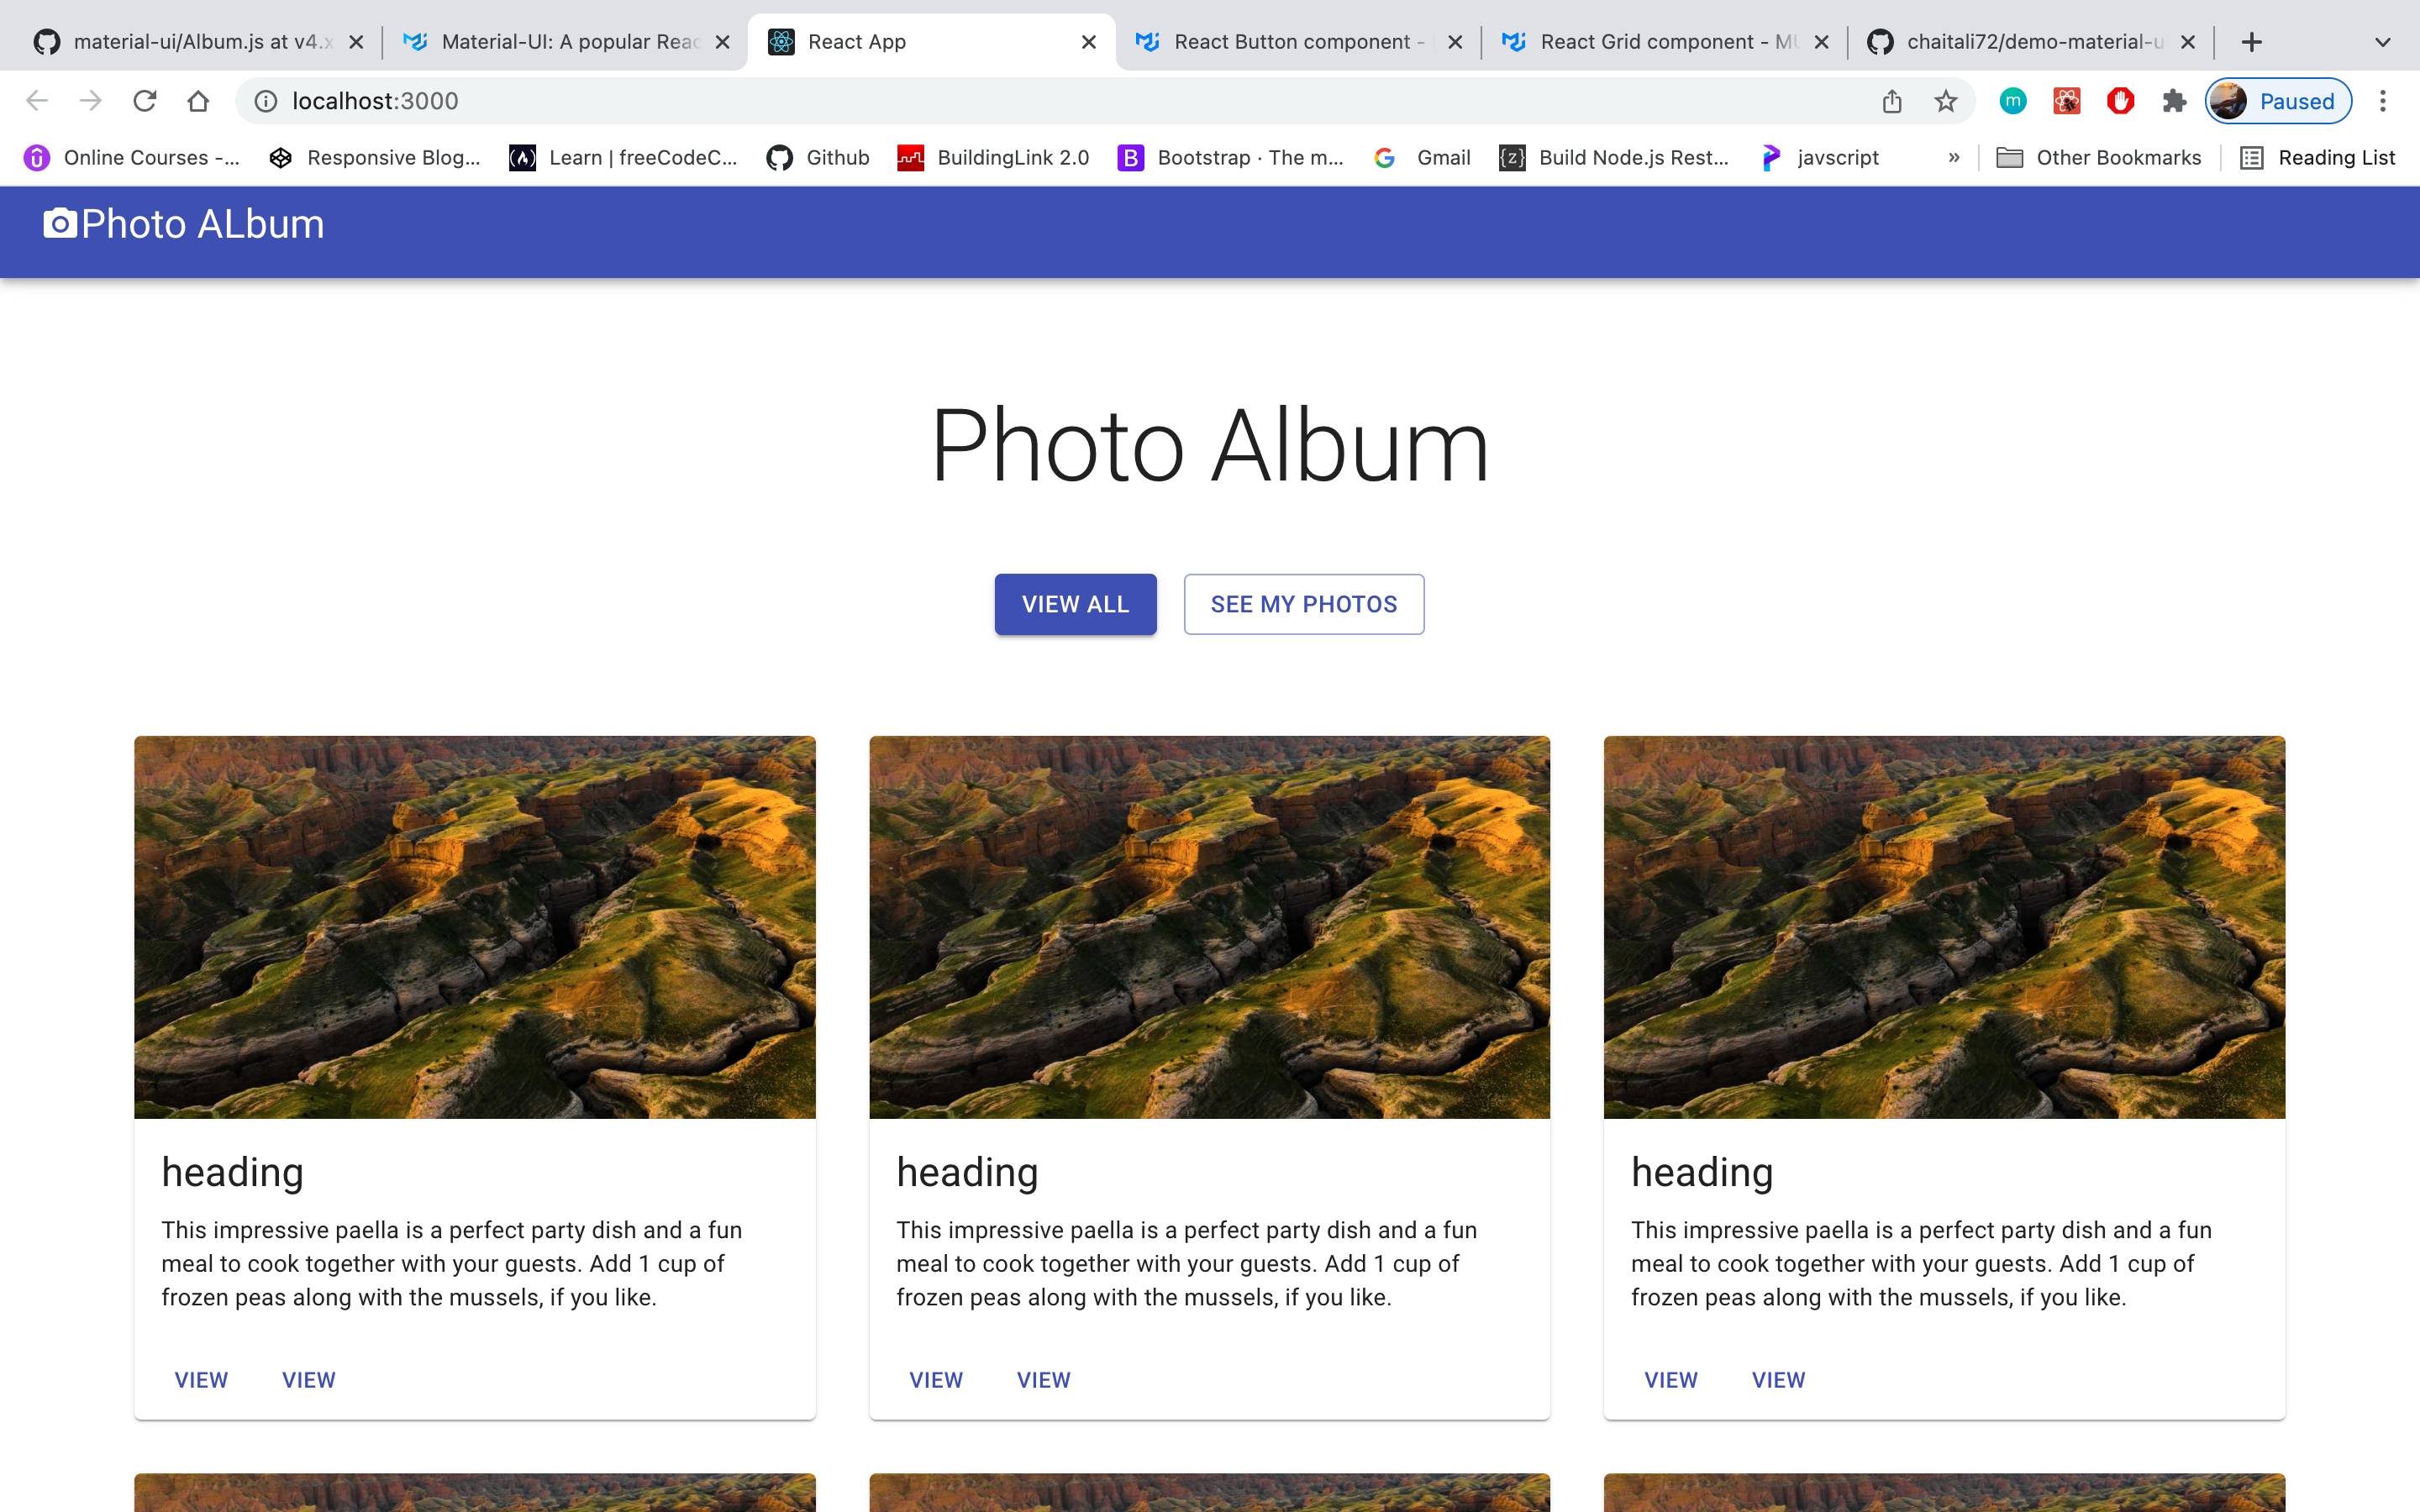 material-ui/Album.js at v4.x
Material-UI: A popular Reac
React App
React Button component -
React Grid component - MU
chaitali72/demo-material-u
localhost:3000
m
Paused
Online Courses -...
Responsive Blog...
Learn | freeCodeC...
Github
BuildingLink 2.0
B
Bootstrap · The m...
G
Gmail
{z}
Build Node.js Rest...
javscript
»
Other Bookmarks
Reading List
Photo ALbum
Photo Album
VIEW ALL
SEE MY PHOTOS
heading
This impressive paella is a perfect party dish and a fun
meal to cook together with your guests. Add 1 cup of
frozen peas along with the mussels, if you like.
VIEW VIEW
heading
This impressive paella is a perfect party dish and a fun
meal to cook together with your guests. Add 1 cup of
frozen peas along with the mussels, if you like.
VIEW VIEW
heading
This impressive paella is a perfect party dish and a fun
meal to cook together with your guests. Add 1 cup of
frozen peas along with the mussels, if you like.
VIEW VIEW